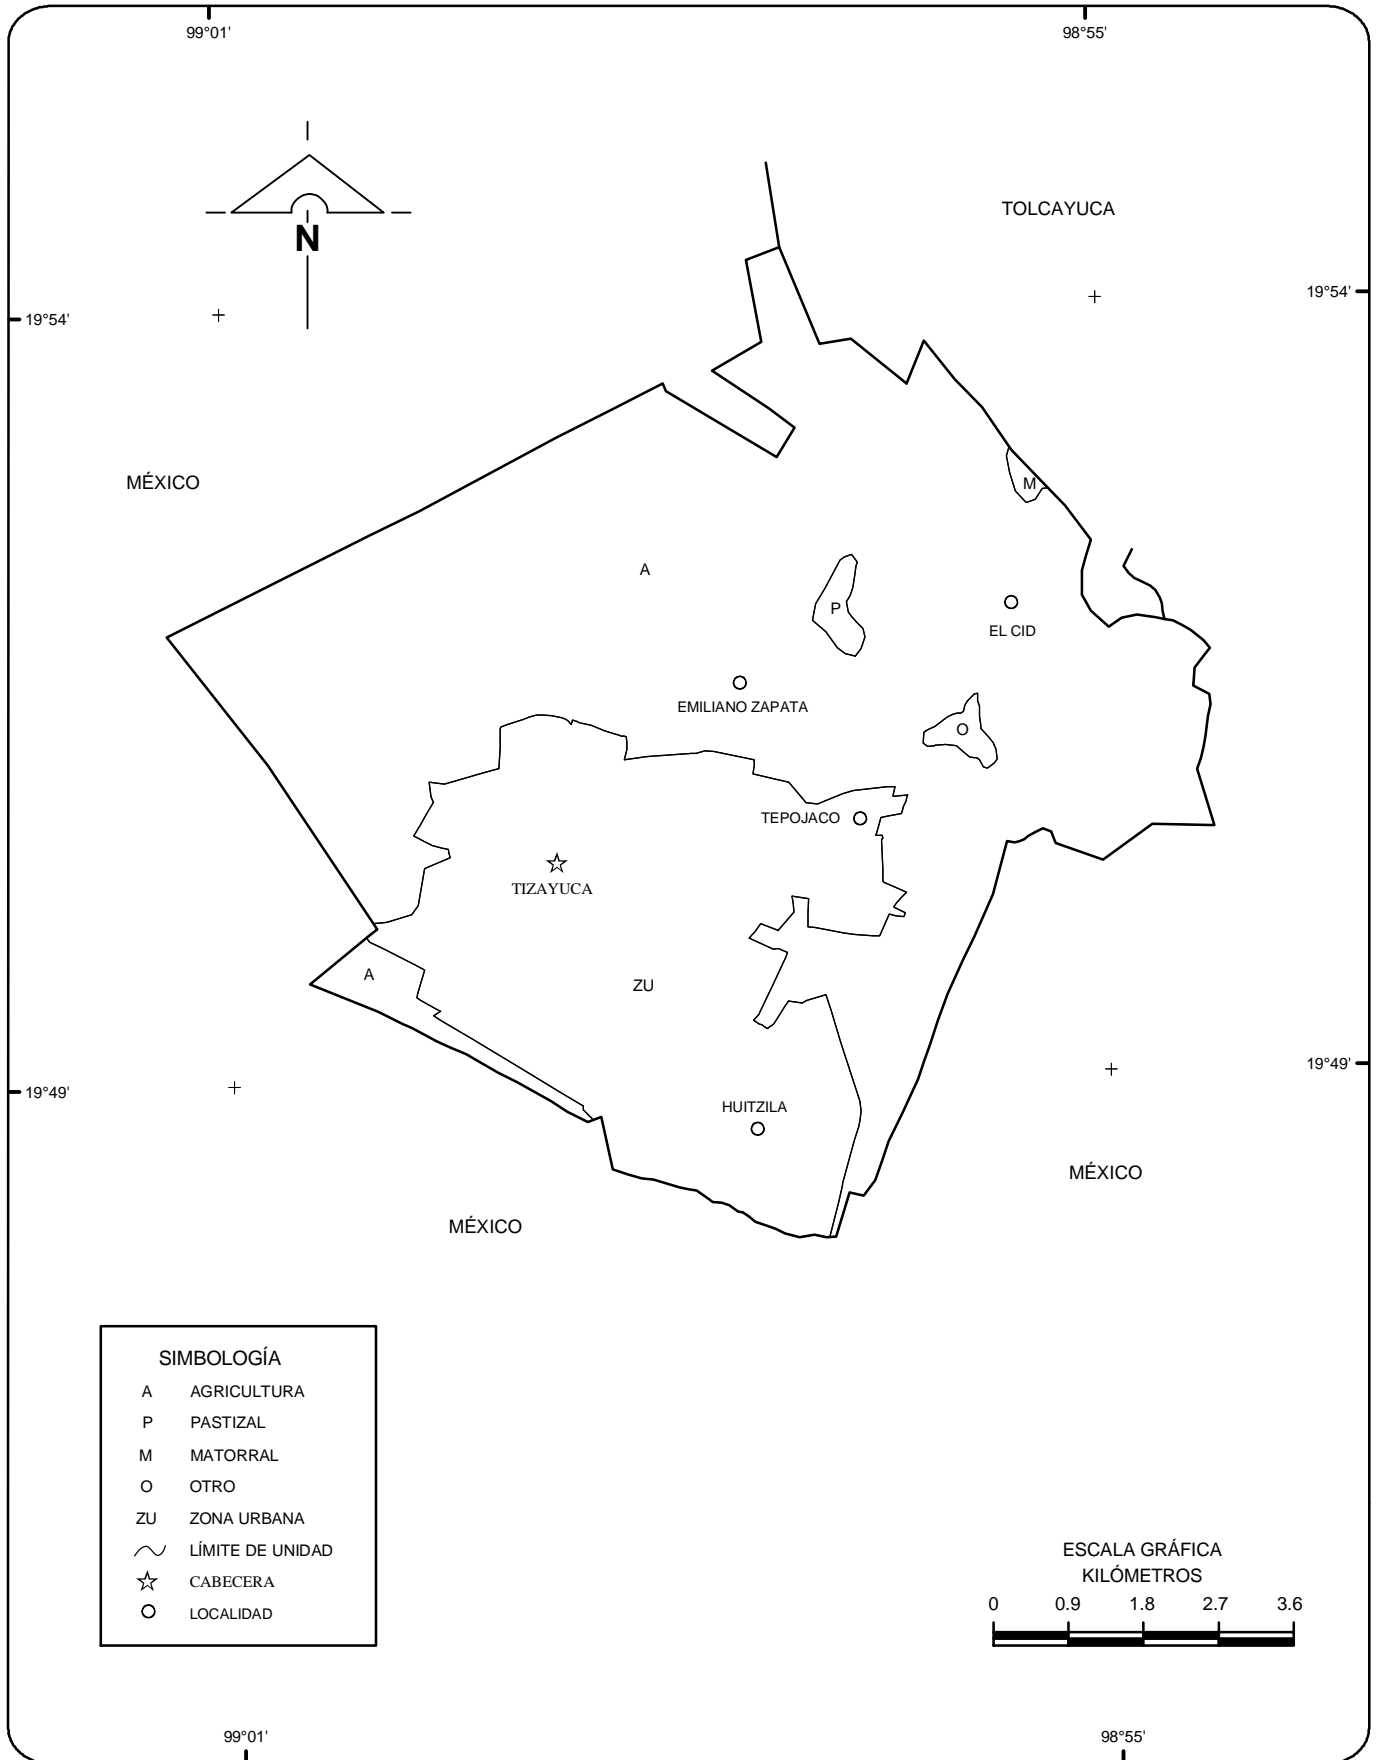 99°01'
98°55'
TOLCAYUCA
N
19°54'
19°54'
MÉXICO
M
A
P
EL CID
EMILIANO ZAPATA
O
TEPOJACO
TIZAYUCA
A
ZU
19°49'
19°49'
HUITZILA
MÉXICO
MÉXICO
SIMBOLOGÍA
A AGRICULTURA
P PASTIZAL
M MATORRAL
O OTRO
ZU ZONA URBANA
LÍMITE DE UNIDAD
CABECERA
LOCALIDAD
ESCALA GRÁFICA
KILÓMETROS
0 0.9 1.8 2.7 3.6
99°01'
98°55'